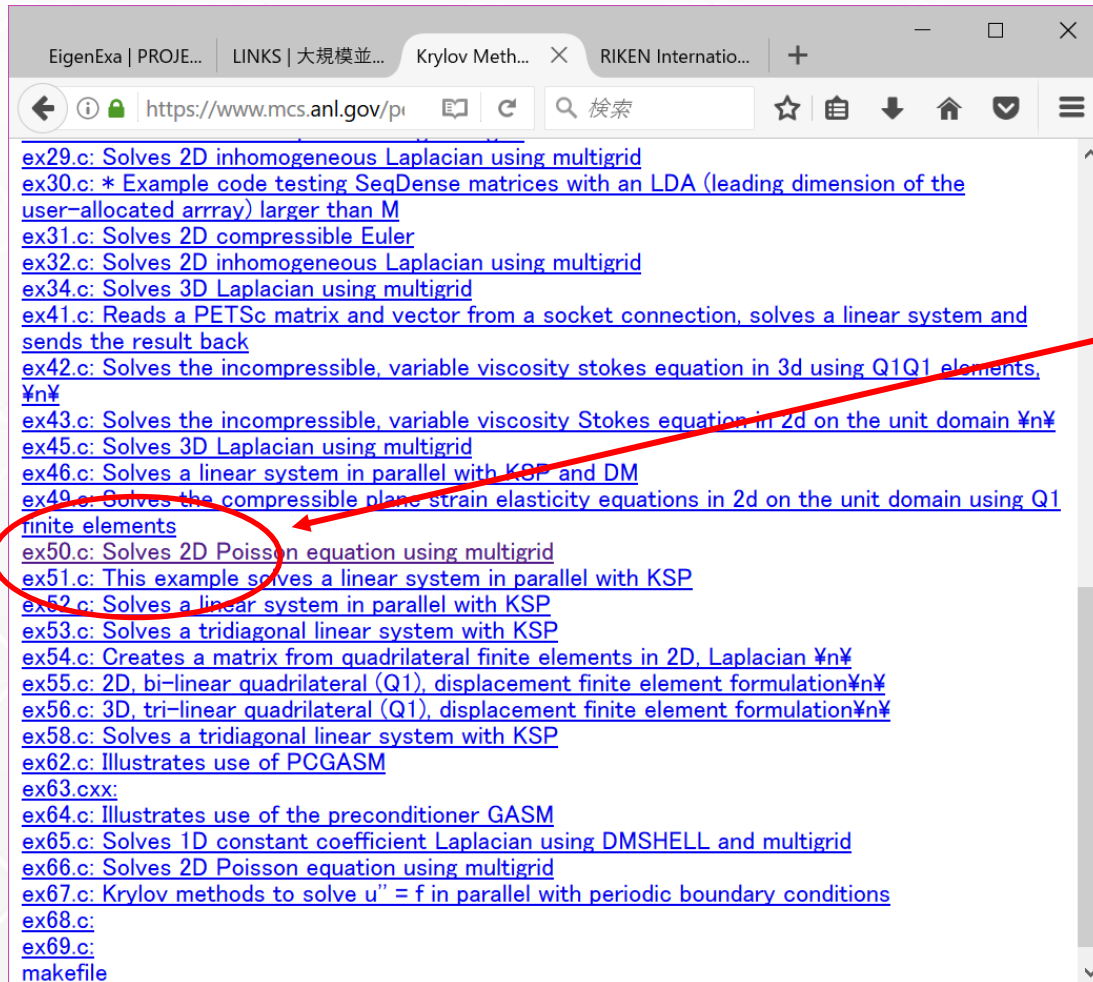 EigenExa | PROJE...
LINKS | 大規模並...
Krylov Meth...
RIKEN Internatio...
https://www.mcs.anl.gov/pe
検索
ex29.c: Solves 2D inhomogeneous Laplacian using multigrid
ex30.c: * Example code testing SeqDense matrices with an LDA (leading dimension of the
user-allocated arrray) larger than M
ex31.c: Solves 2D compressible Euler
ex32.c: Solves 2D inhomogeneous Laplacian using multigrid
ex34.c: Solves 3D Laplacian using multigrid
ex41.c: Reads a PETSc matrix and vector from a socket connection, solves a linear system and
sends the result back
ex42.c: Solves the incompressible, variable viscosity stokes equation in 3d using Q1Q1 elements,
¥n¥
ex43.c: Solves the incompressible, variable viscosity Stokes equation in 2d on the unit domain ¥n¥
ex45.c: Solves 3D Laplacian using multigrid
ex46.c: Solves a linear system in parallel with KSP and DM
ex49.c: Solves the compressible plane strain elasticity equations in 2d on the unit domain using Q1
finite elements
ex50.c: Solves 2D Poisson equation using multigrid
ex51.c: This example solves a linear system in parallel with KSP
ex52.c: Solves a linear system in parallel with KSP
ex53.c: Solves a tridiagonal linear system with KSP
ex54.c: Creates a matrix from quadrilateral finite elements in 2D, Laplacian ¥n¥
ex55.c: 2D, bi-linear quadrilateral (Q1), displacement finite element formulation¥n¥
ex56.c: 3D, tri-linear quadrilateral (Q1), displacement finite element formulation¥n¥
ex58.c: Solves a tridiagonal linear system with KSP
ex62.c: Illustrates use of PCGASM
ex63.cxx:
ex64.c: Illustrates use of the preconditioner GASM
ex65.c: Solves 1D constant coefficient Laplacian using DMSHELL and multigrid
ex66.c: Solves 2D Poisson equation using multigrid
ex67.c: Krylov methods to solve u'' = f in parallel with periodic boundary conditions
ex68.c:
ex69.c:
makefile